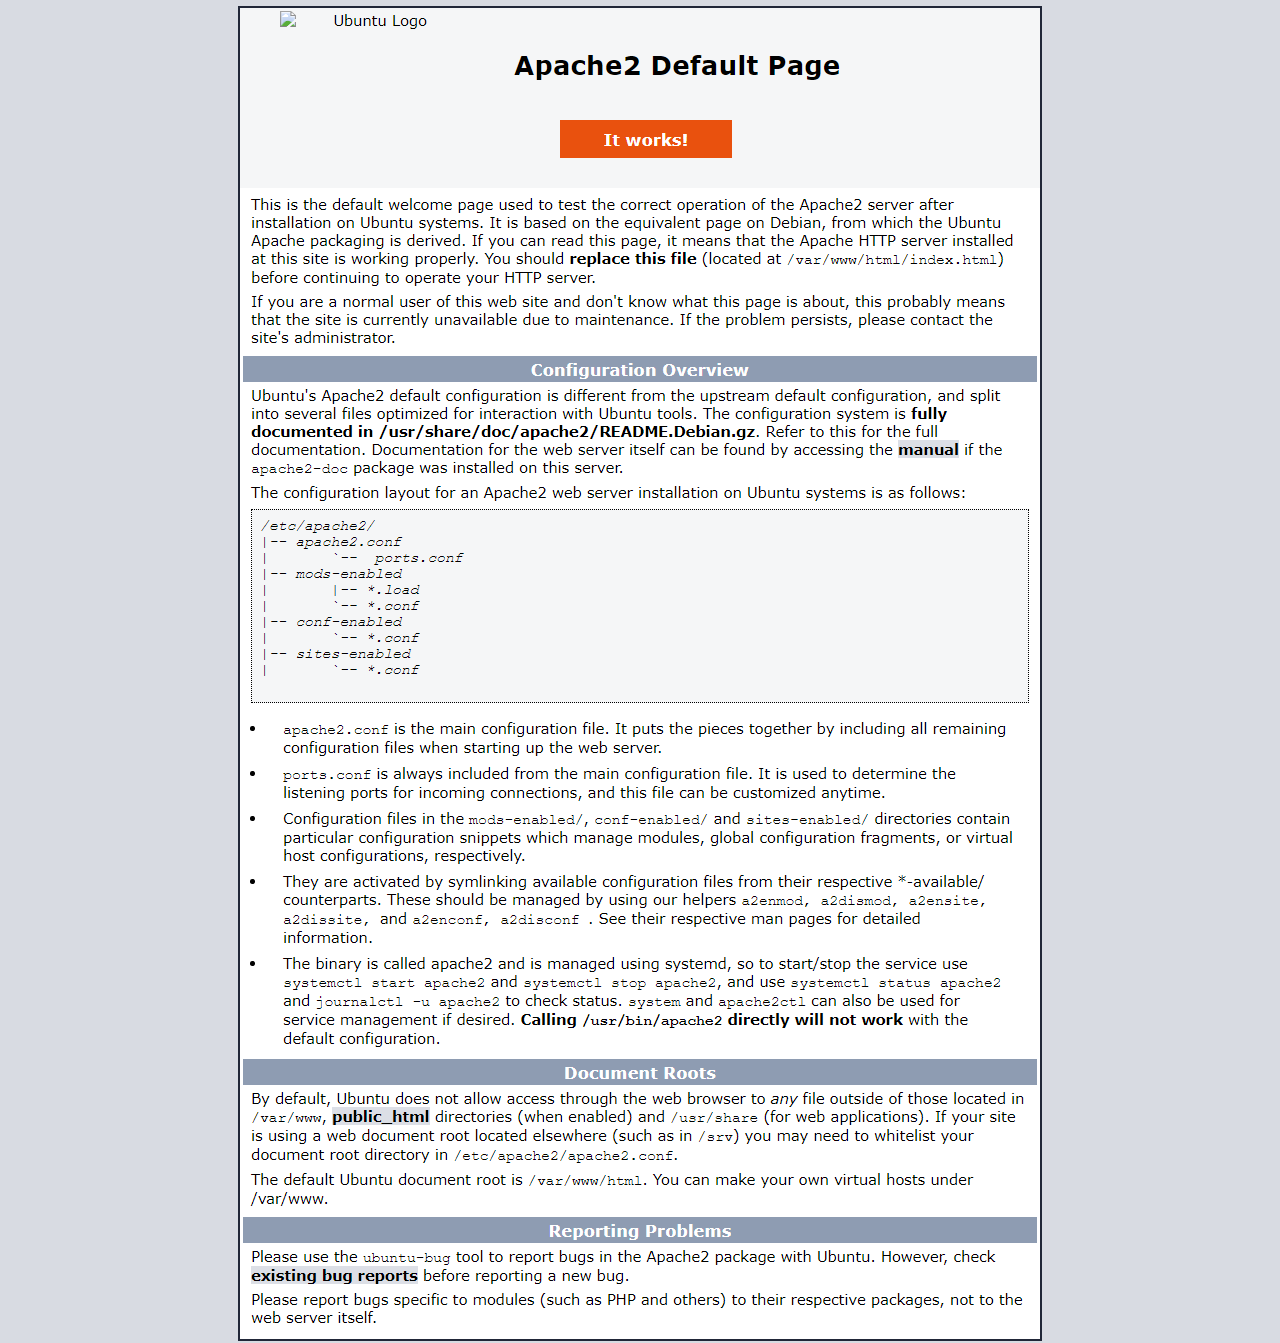 Ubuntu Logo
Apache2 Default Page
It works!
This is the default welcome page used to test the correct operation of the Apache2 server after
installation on Ubuntu systems. It is based on the equivalent page on Debian, from which the Ubuntu
Apache packaging is derived. If you can read this page, it means that the Apache HTTP server installed
at this site is working properly. You should replace this file (located at /var/www/html/index.html)
before continuing to operate your HTTP server.
If you are a normal user of this web site and don't know what this page is about, this probably means
that the site is currently unavailable due to maintenance. If the problem persists, please contact the
site's administrator.
Configuration Overview
Ubuntu's Apache2 default configuration is different from the upstream default configuration, and split
into several files optimized for interaction with Ubuntu tools. The configuration system is fully
documented in /usr/share/doc/apache2/README.Debian.gz. Refer to this for the full
documentation. Documentation for the web server itself can be found by accessing the manual if the
apache2-doc package was installed on this server.
The configuration layout for an Apache2 web server installation on Ubuntu systems is as follows:
/etc/apache2/
|-- apache2.conf
|       `--  ports.conf
|-- mods-enabled
|       |-- *.load
|       `-- *.conf
|-- conf-enabled
|       `-- *.conf
|-- sites-enabled
|       `-- *.conf
• apache2.conf is the main configuration file. It puts the pieces together by including all remaining
configuration files when starting up the web server.
• ports.conf is always included from the main configuration file. It is used to determine the
listening ports for incoming connections, and this file can be customized anytime.
• Configuration files in the mods-enabled/, conf-enabled/ and sites-enabled/ directories contain
particular configuration snippets which manage modules, global configuration fragments, or virtual
host configurations, respectively.
• They are activated by symlinking available configuration files from their respective *-available/
counterparts. These should be managed by using our helpers a2enmod, a2dismod, a2ensite,
a2dissite, and a2enconf, a2disconf . See their respective man pages for detailed
information.
• The binary is called apache2 and is managed using systemd, so to start/stop the service use
systemctl start apache2 and systemctl stop apache2, and use systemctl status apache2
and journalctl -u apache2 to check status. system and apache2ctl can also be used for
service management if desired. Calling /usr/bin/apache2 directly will not work with the
default configuration.
Document Roots
By default, Ubuntu does not allow access through the web browser to any file outside of those located in
/var/www, public_html directories (when enabled) and /usr/share (for web applications). If your site
is using a web document root located elsewhere (such as in /srv) you may need to whitelist your
document root directory in /etc/apache2/apache2.conf.
The default Ubuntu document root is /var/www/html. You can make your own virtual hosts under
/var/www.
Reporting Problems
Please use the ubuntu-bug tool to report bugs in the Apache2 package with Ubuntu. However, check
existing bug reports before reporting a new bug.
Please report bugs specific to modules (such as PHP and others) to their respective packages, not to the
web server itself.